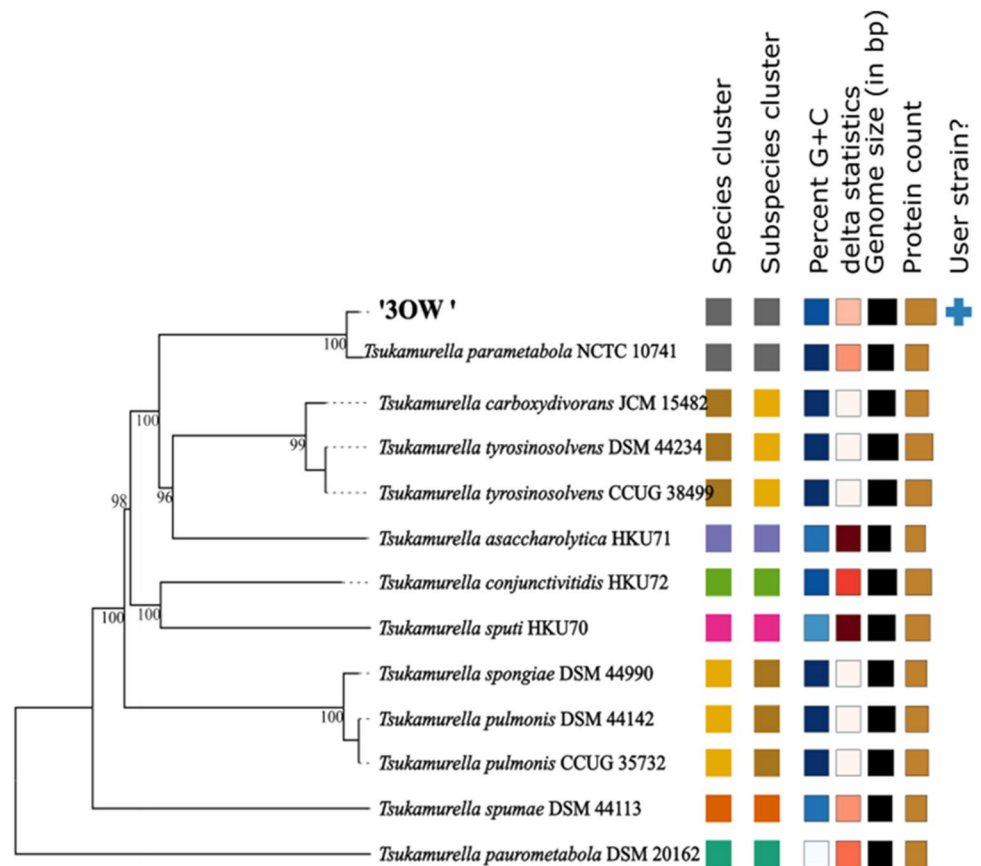 Species cluster
Subspecies cluster
Percent G+C
delta statistics
Genome size (in bp)
Protein count
User strain?
'3OW '
100
Tsukamurella parametabola NCTC 10741
Tsukamurella carboxydivorans JCM 15482
100
99
Tsukamurella tyrosinosolvens DSM 44234
Tsukamurella tyrosinosolvens CCUG 38499
98
96
Tsukamurella asaccharolytica HKU71
Tsukamurella conjunctivitidis HKU72
100
100
Tsukamurella sputi HKU70
Tsukamurella spongiae DSM 44990
100
Tsukamurella pulmonis DSM 44142
Tsukamurella pulmonis CCUG 35732
Tsukamurella spumae DSM 44113
Tsukamurella paurometabola DSM 20162